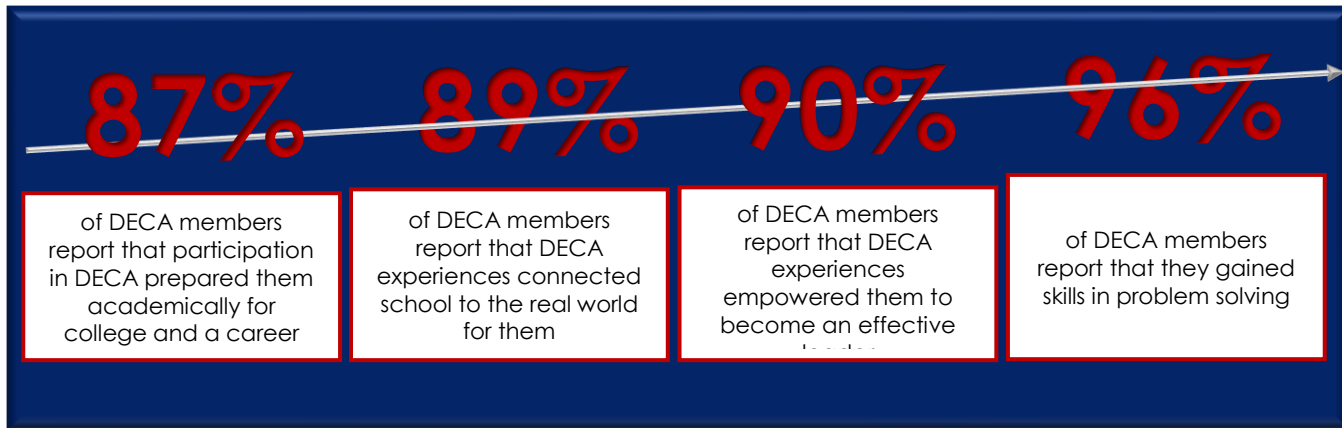 87%
of DECA members
report that participation
in DECA prepared them
academically for
college and a career
89%
of DECA members
report that DECA
experiences connected
school to the real world
for them
90%
of DECA members
report that DECA
experiences
empowered them to
become an effective
96%
of DECA members
report that they gained
skills in problem solving